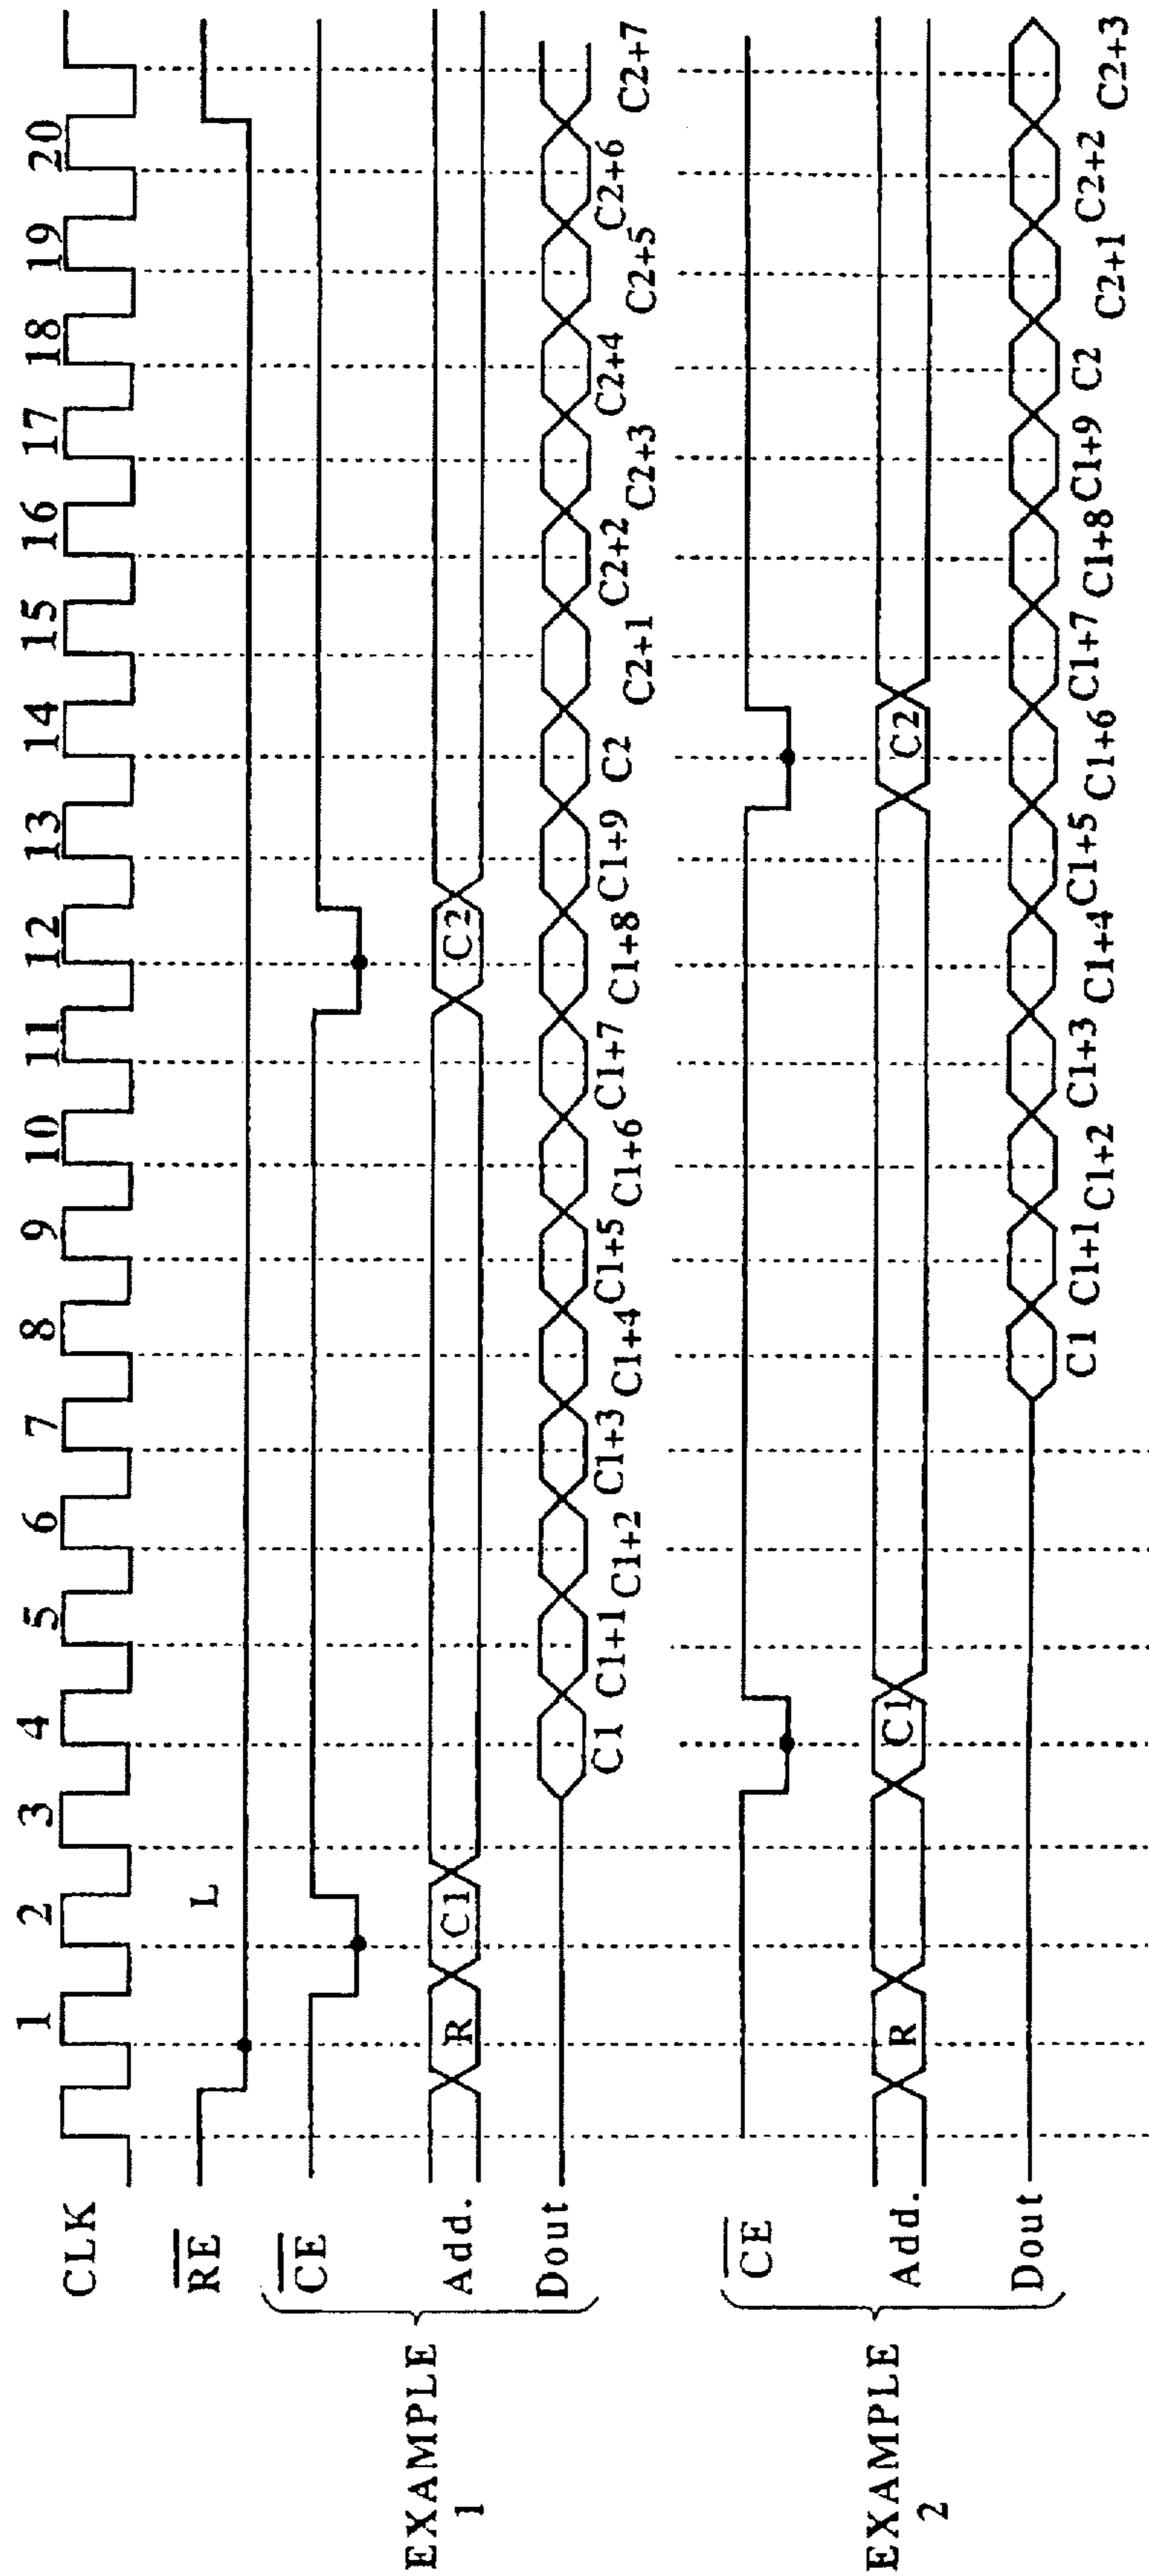 CLK 1 2 3 4 5 6 7 8 9 10 11 12 13 14 15 16 17 18 19 20
RE L
EXAMPLE
1
CE
Add. R C1 C2
Dout
C1 C1+1 C1+2 C1+3 C1+4 C1+5 C1+6 C1+7 C1+8 C1+9 C2 C2+1 C2+2 C2+3 C2+4 C2+5 C2+6 C2+7
EXAMPLE
2
CE
Add. R C1 C2
Dout
C1 C1+1 C1+2 C1+3 C1+4 C1+5 C1+6 C1+7 C1+8 C1+9 C2 C2+1 C2+2 C2+3